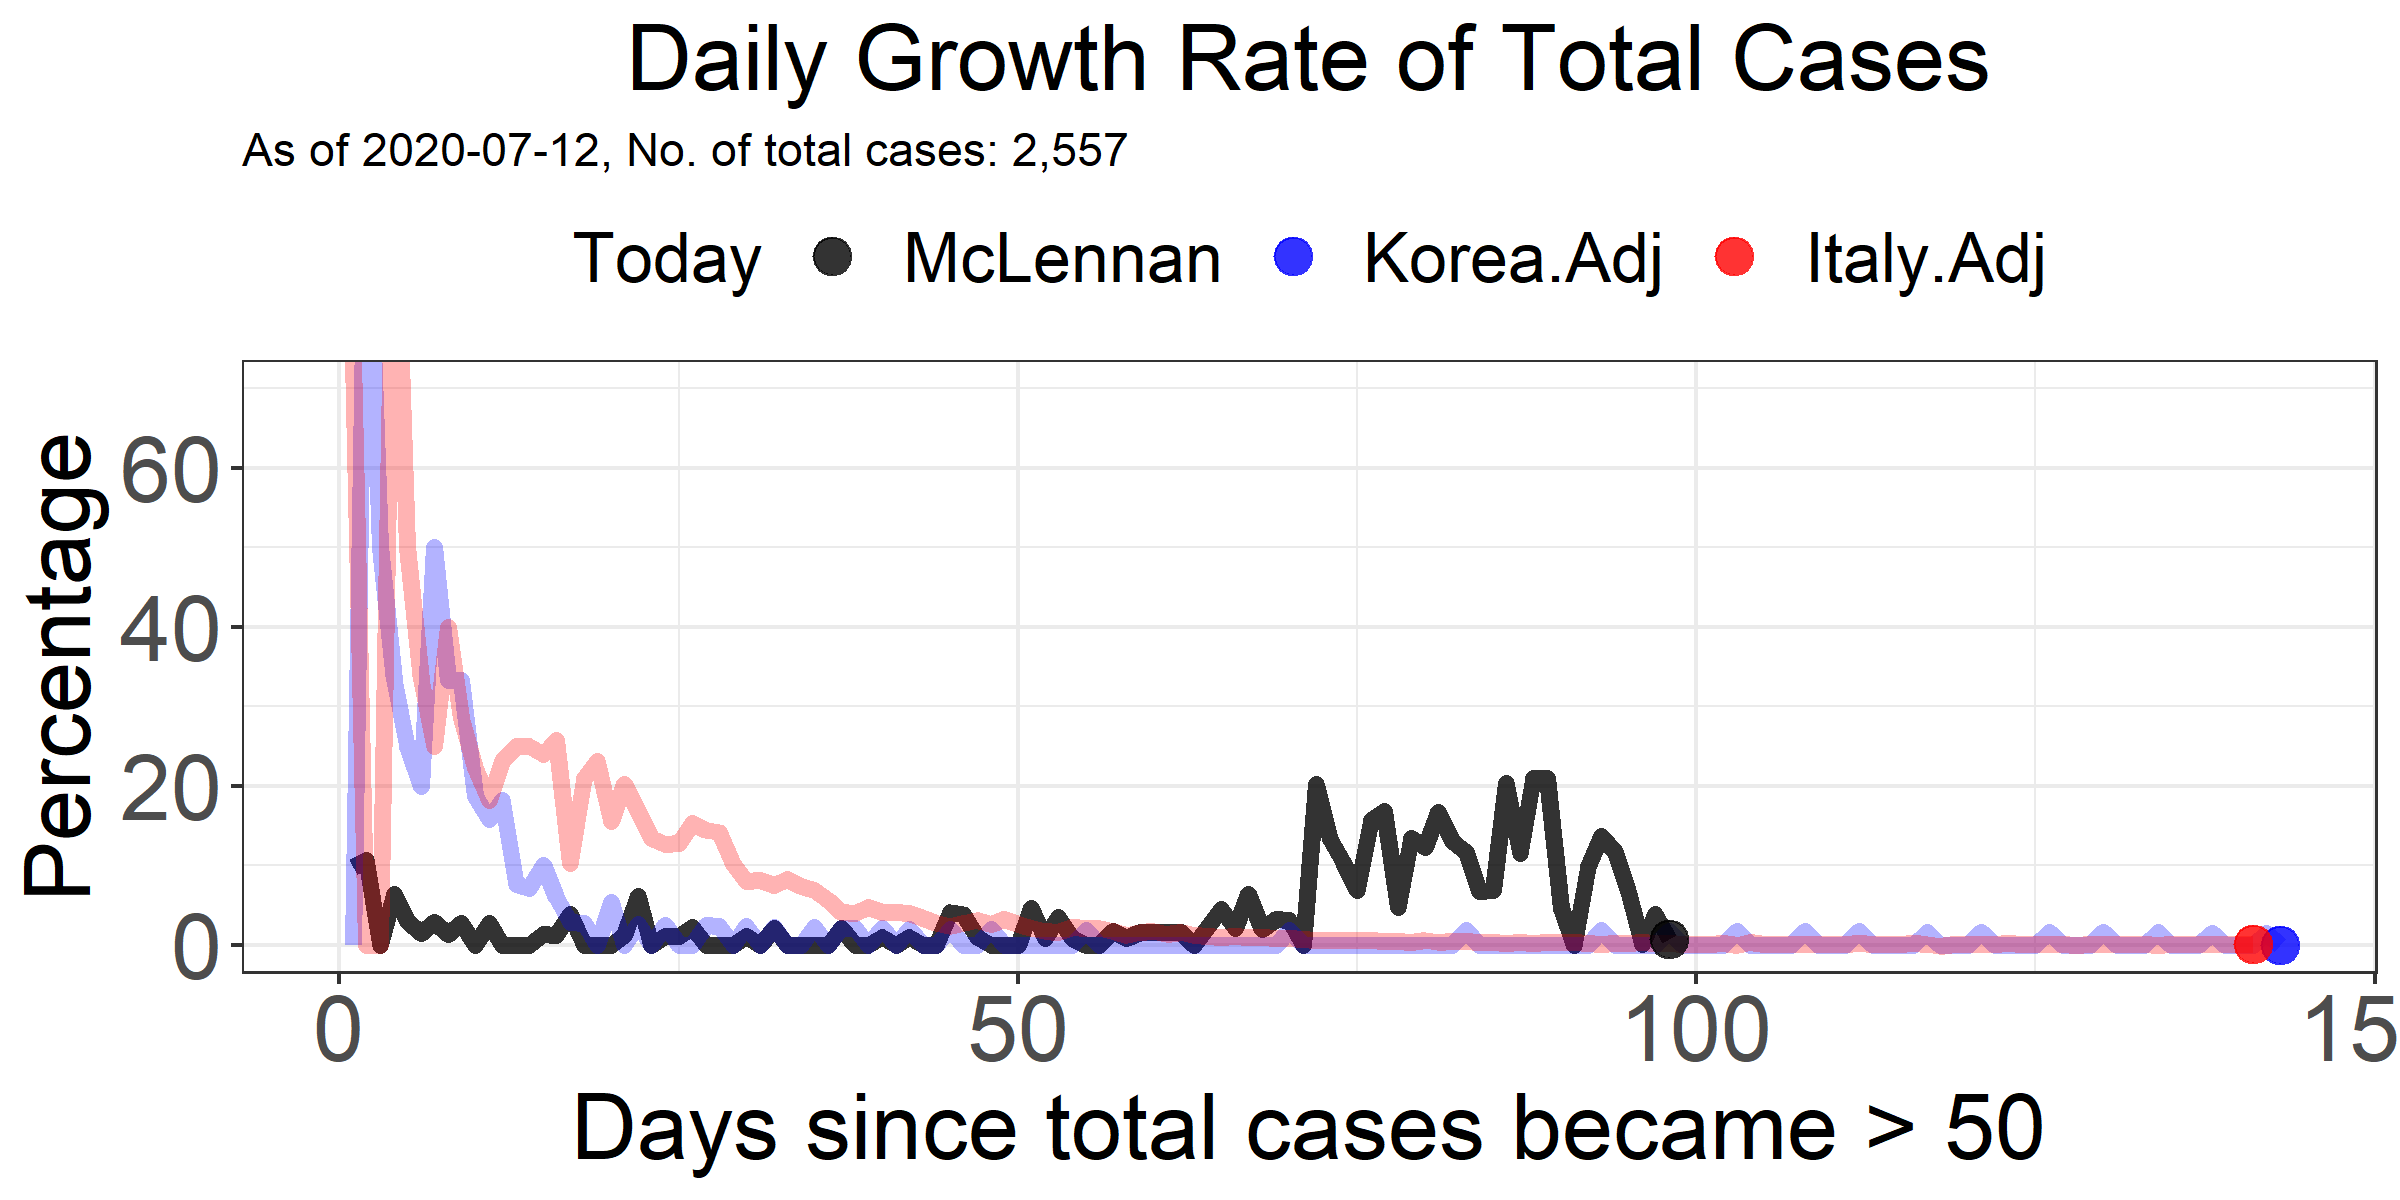 Daily Growth Rate of Total Cases
As of 2020-07-12, No. of total cases: 2,557
Today McLennan Korea.Adj Italy.Adj
Percentage
60
40
20
0
0 50 100 15
Days since total cases became > 50